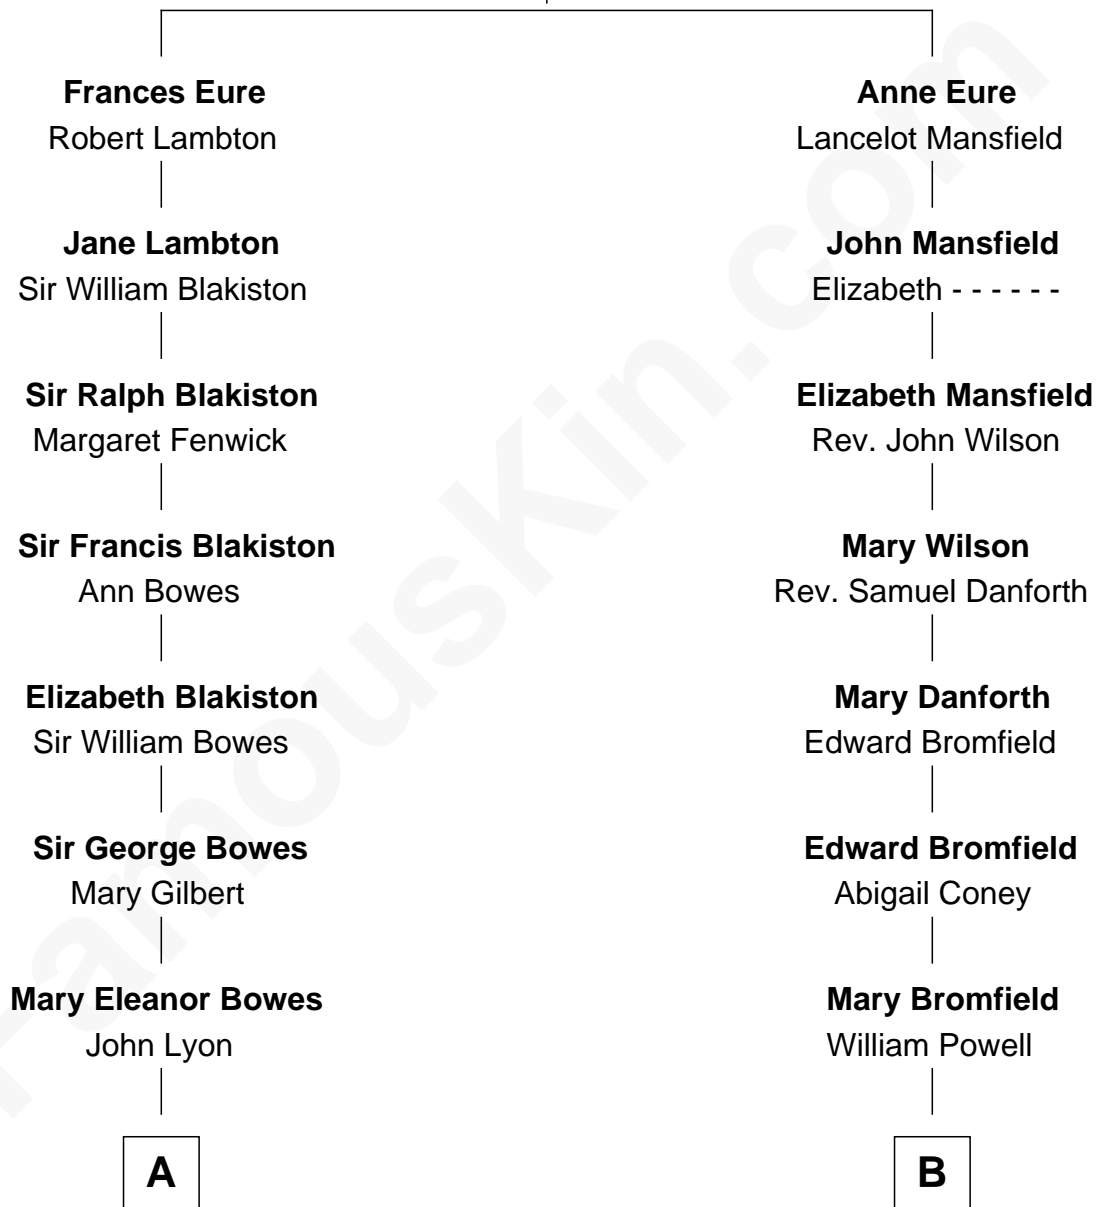 Frances Eure
Robert Lambton
Jane Lambton
Sir William Blakiston
Sir Ralph Blakiston
Margaret Fenwick
Sir Francis Blakiston
Ann Bowes
Elizabeth Blakiston
Sir William Bowes
Sir George Bowes
Mary Gilbert
Mary Eleanor Bowes
John Lyon
A
Anne Eure
Lancelot Mansfield
John Mansfield
Elizabeth - - - - - -
Elizabeth Mansfield
Rev. John Wilson
Mary Wilson
Rev. Samuel Danforth
Mary Danforth
Edward Bromfield
Edward Bromfield
Abigail Coney
Mary Bromfield
William Powell
B
FamousKin.com